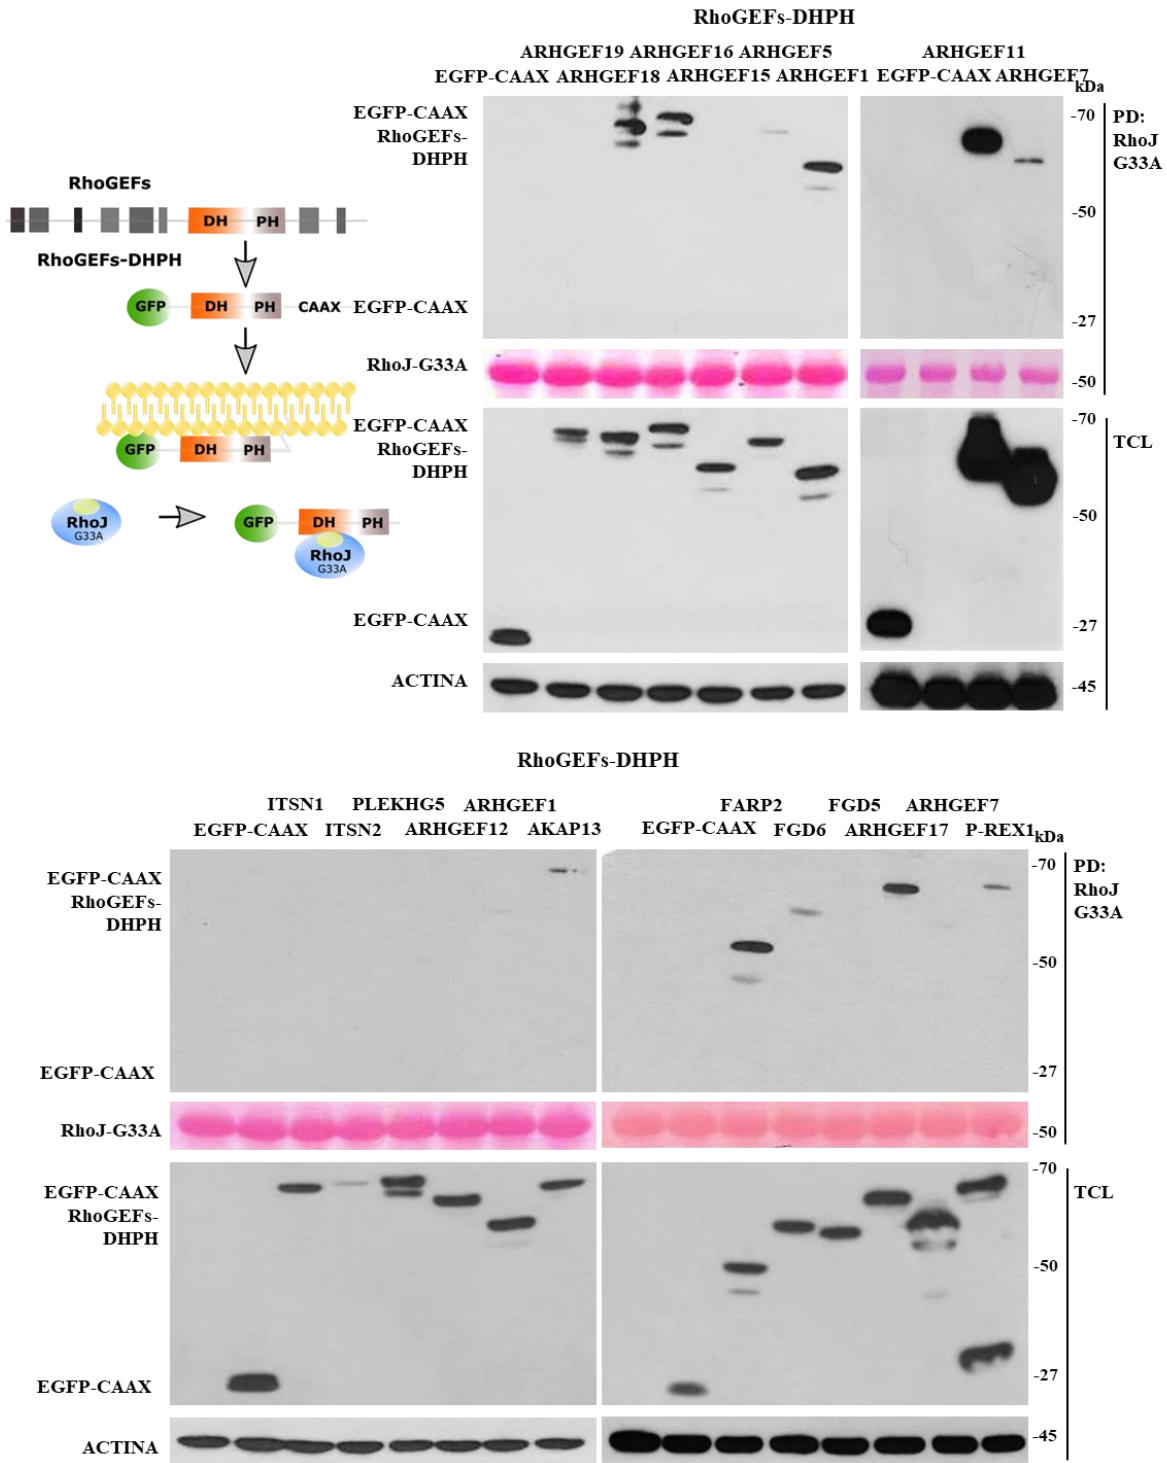 RhoGEFs-DHPH
ARHGEF19 ARHGEF16 ARHGEF5
EGFP-CAAX ARHGEF18 ARHGEF15 ARHGEF1
ARHGEF11
EGFP-CAAX ARHGEF7
kDa
EGFP-CAAX
RhoGEFs-
DHPH
-70
PD:
RhoJ
G33A
-50
EGFP-CAAX
-27
RhoJ-G33A
-50
EGFP-CAAX
RhoGEFs-
DHPH
-70
TCL
-50
EGFP-CAAX
-27
ACTINA
-45
RhoGEFs
DH
PH
RhoGEFs-DHPH
GFP
DH
PH
CAAX
GFP
DH
PH
RhoJ
G33A
GFP
DH
PH
RhoJ
G33A
RhoGEFs-DHPH
ITSN1 PLEKHG5 ARHGEF1
EGFP-CAAX ITSN2 ARHGEF12 AKAP13
FARP2 FGD5 ARHGEF7
EGFP-CAAX FGD6 ARHGEF17 P-REX1
kDa
EGFP-CAAX
RhoGEFs-
DHPH
-70
PD:
RhoJ
G33A
-50
EGFP-CAAX
-27
RhoJ-G33A
-50
EGFP-CAAX
RhoGEFs-
DHPH
-70
TCL
-50
EGFP-CAAX
-27
ACTINA
-45